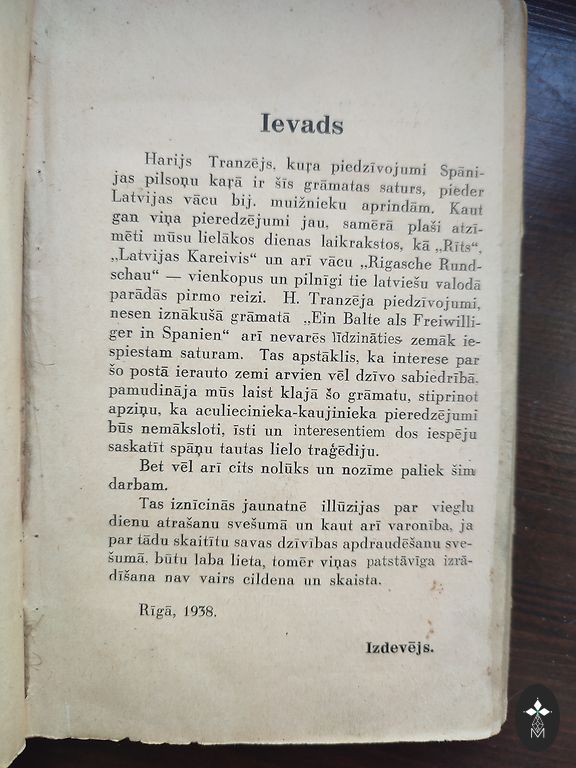 Ievads
Harijs Tranzējs, kuŗa piedzīvojumi Spāni-
jas pilsoņu kaŗā ir šīs grāmatas saturs, pieder
Latvijas vācu bij. muižnieku aprindām. Kaut
gan viņa pieredzējumi jau, samērā plaši atzī-
mēti mūsu lielākos dienas laikrakstos, kā „Rīts“,
„Latvijas Kareivis“ un arī vācu „Rigasche Rund-
schau“ — vienkopus un pilnīgi tie latviešu valodā
parādās pirmo reizi. H. Tranzēja piedzīvojumi,
nesen iznākušā grāmatā „Ein Balte als Freiwilli-
ger in Spanien“ arī nevarēs līdzināties zemāk ie-
spiestam saturam. Tas apstāklis, ka interese par
šo postā ierauto zemi arvien vēl dzīvo sabiedrībā,
pamudināja mūs laist klajā šo grāmatu, stiprinot
apziņu, ka aculiecinieka-kaujinieka pieredzējumi
būs nemāksloti, īsti un interesentiem dos iespēju
saskatīt spāņu tautas lielo traģēdiju.
Bet vēl arī cits nolūks un nozīme paliek šim
darbam.
Tas iznīcinās jaunatnē illūzijas par vieglu
dienu atrašanu svešumā un kaut arī varonība, ja
par tādu skaitītu savas dzīvības apdraudēšanu sve-
šumā, būtu laba lieta, tomēr viņas patstāvīga izrā-
dīšana nav vairs cildena un skaista.
Rīgā, 1938.
Izdevējs.
M